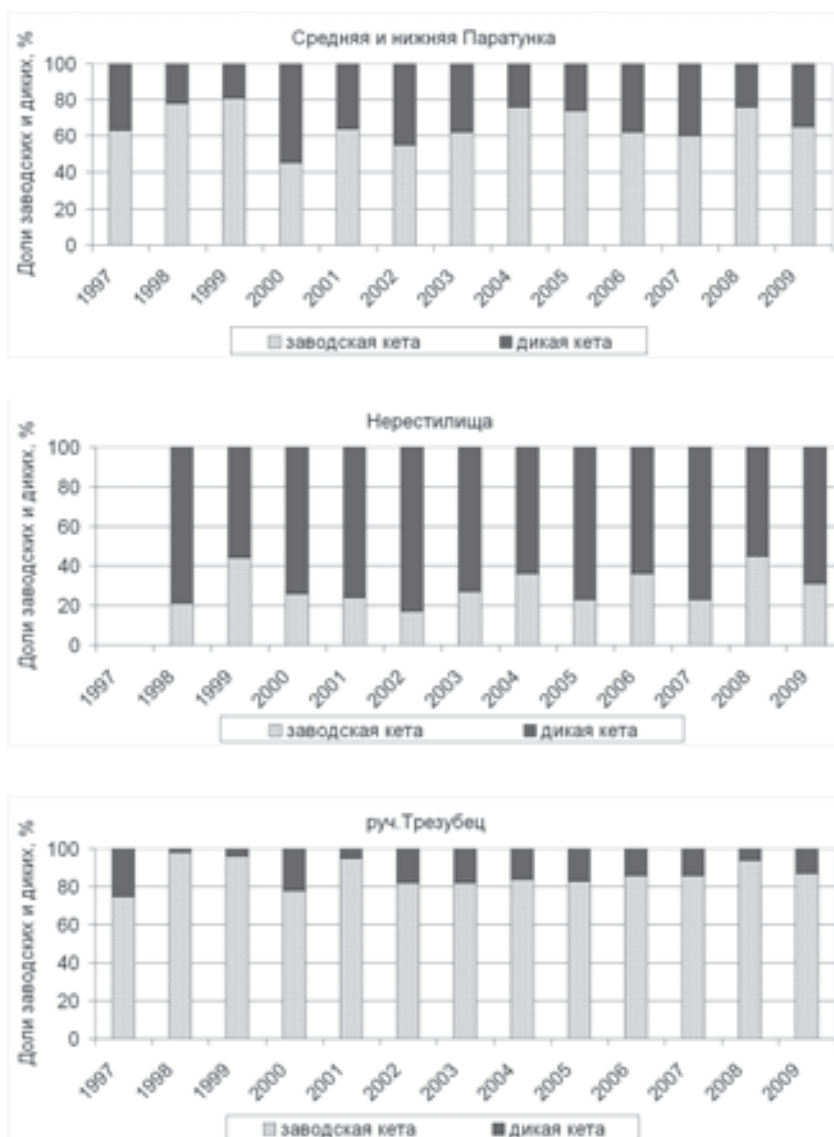 Средняя и нижняя Паратунка
Доли заводских и диких, %
100
80
60
40
20
0
1997 1998 1999 2000 2001 2002 2003 2004 2005 2006 2007 2008 2009
заводская кета дикая кета
Нерестилища
Доли заводских и диких, %
100
80
60
40
20
0
1997 1998 1999 2000 2001 2002 2003 2004 2005 2006 2007 2008 2009
заводская кета дикая кета
руч.Трезубец
Доли заводских и диких, %
100
80
60
40
20
0
1997 1998 1999 2000 2001 2002 2003 2004 2005 2006 2007 2008 2009
заводская кета дикая кета